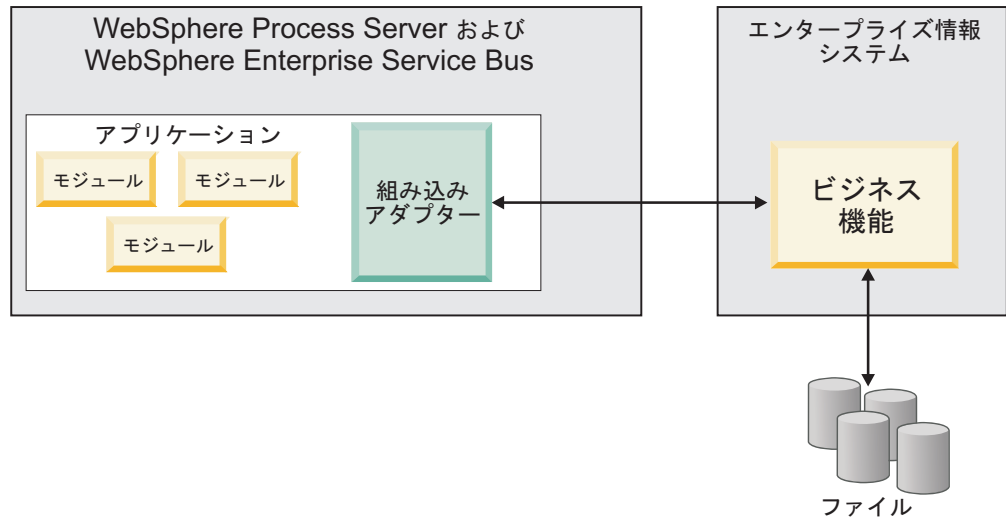 WebSphere Process Server および
WebSphere Enterprise Service Bus
アプリケーション
モジュール
モジュール
モジュール
組み込み
アダプター
エンタープライズ情報
システム
ビジネス
機能
ファイル